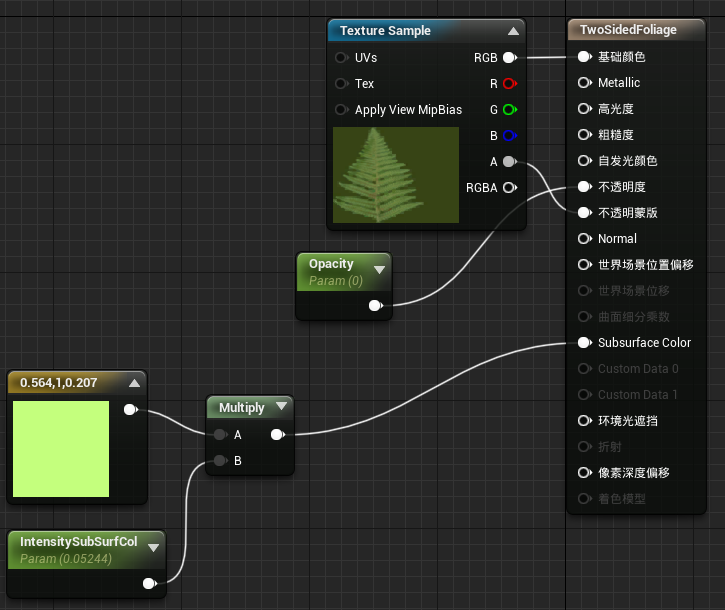 Texture Sample
UVs
RGB
Tex
R
Apply View MipBias
G
B
A
RGBA
Opacity
Param (0)
0.564,1,0.207
Multiply
A
B
IntensitySubSurfCol
Param (0.05244)
TwoSidedFoliage
基础颜色
Metallic
高光度
粗糙度
自发光颜色
不透明度
不透明蒙版
Normal
世界场景位置偏移
世界场景位移
曲面细分乘数
Subsurface Color
Custom Data 0
Custom Data 1
环境光遮挡
折射
像素深度偏移
着色模型